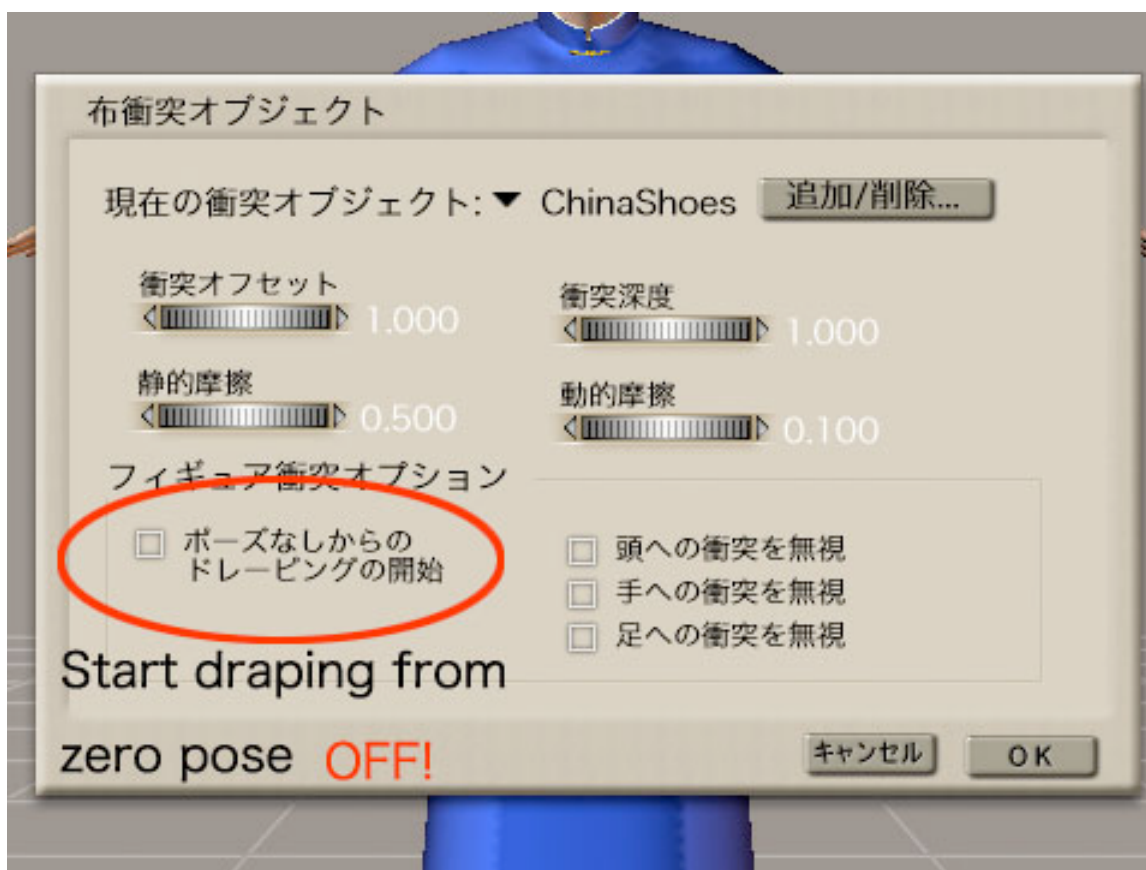 布衝突オブジェクト
現在の衝突オブジェクト: ▼ ChinaShoes 追加/削除...
衝突オフセット
1.000
衝突深度
1.000
静的摩擦
0.500
動的摩擦
0.100
フィギュア衝突オプション
ポーズなしからの
ドレーピングの開始
頭への衝突を無視
手への衝突を無視
足への衝突を無視
Start draping from
zero pose OFF!
キャンセル OK